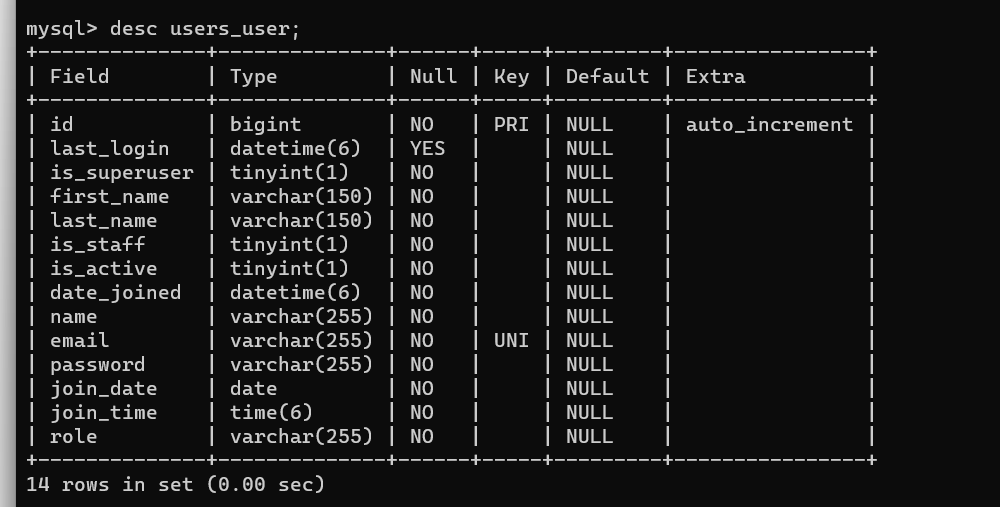 mysql> desc users_user;
+--------------+--------------+------+-----+---------+----------------+
| Field        | Type         | Null | Key | Default | Extra          |
+--------------+--------------+------+-----+---------+----------------+
| id           | bigint       | NO   | PRI | NULL    | auto_increment |
| last_login   | datetime(6)  | YES  |     | NULL    |                |
| is_superuser | tinyint(1)   | NO   |     | NULL    |                |
| first_name   | varchar(150) | NO   |     | NULL    |                |
| last_name    | varchar(150) | NO   |     | NULL    |                |
| is_staff     | tinyint(1)   | NO   |     | NULL    |                |
| is_active    | tinyint(1)   | NO   |     | NULL    |                |
| date_joined  | datetime(6)  | NO   |     | NULL    |                |
| name         | varchar(255) | NO   |     | NULL    |                |
| email        | varchar(255) | NO   | UNI | NULL    |                |
| password     | varchar(255) | NO   |     | NULL    |                |
| join_date    | date         | NO   |     | NULL    |                |
| join_time    | time(6)      | NO   |     | NULL    |                |
| role         | varchar(255) | NO   |     | NULL    |                |
+--------------+--------------+------+-----+---------+----------------+
14 rows in set (0.00 sec)